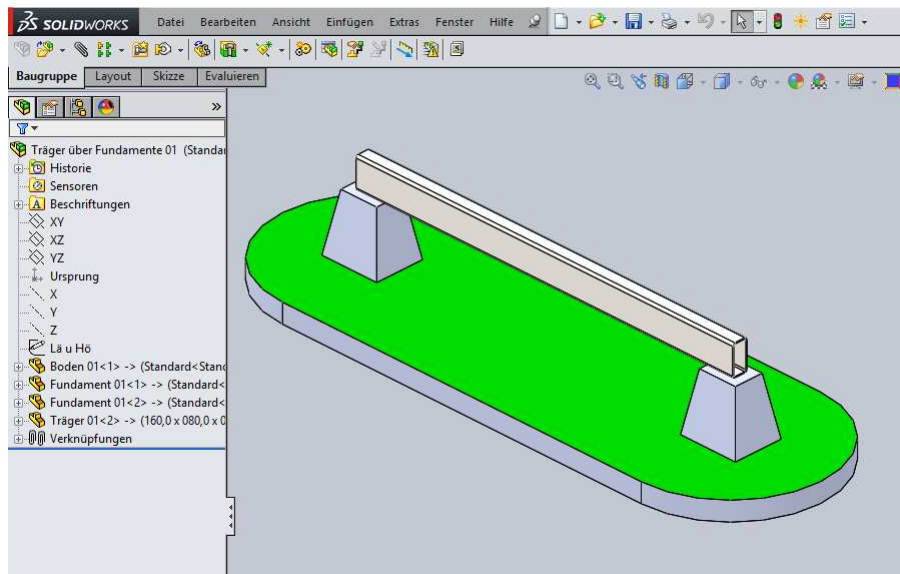 SOLIDWORKS Datei Bearbeiten Ansicht Einfügen Extras Fenster Hilfe
Baugruppe Layout Skizze Evaluieren
Träger über Fundamente 01 (Standar
Historie
Sensoren
A Beschriftungen
XY
XZ
YZ
Ursprung
X
Y
Z
Lä u Hö
Boden 01<1> -> (Standard<Stand
Fundament 01<1> -> (Standard<
Fundament 01<2> -> (Standard<
Träger 01<2> -> (160,0 x 080,0 x 0
Verknüpfungen